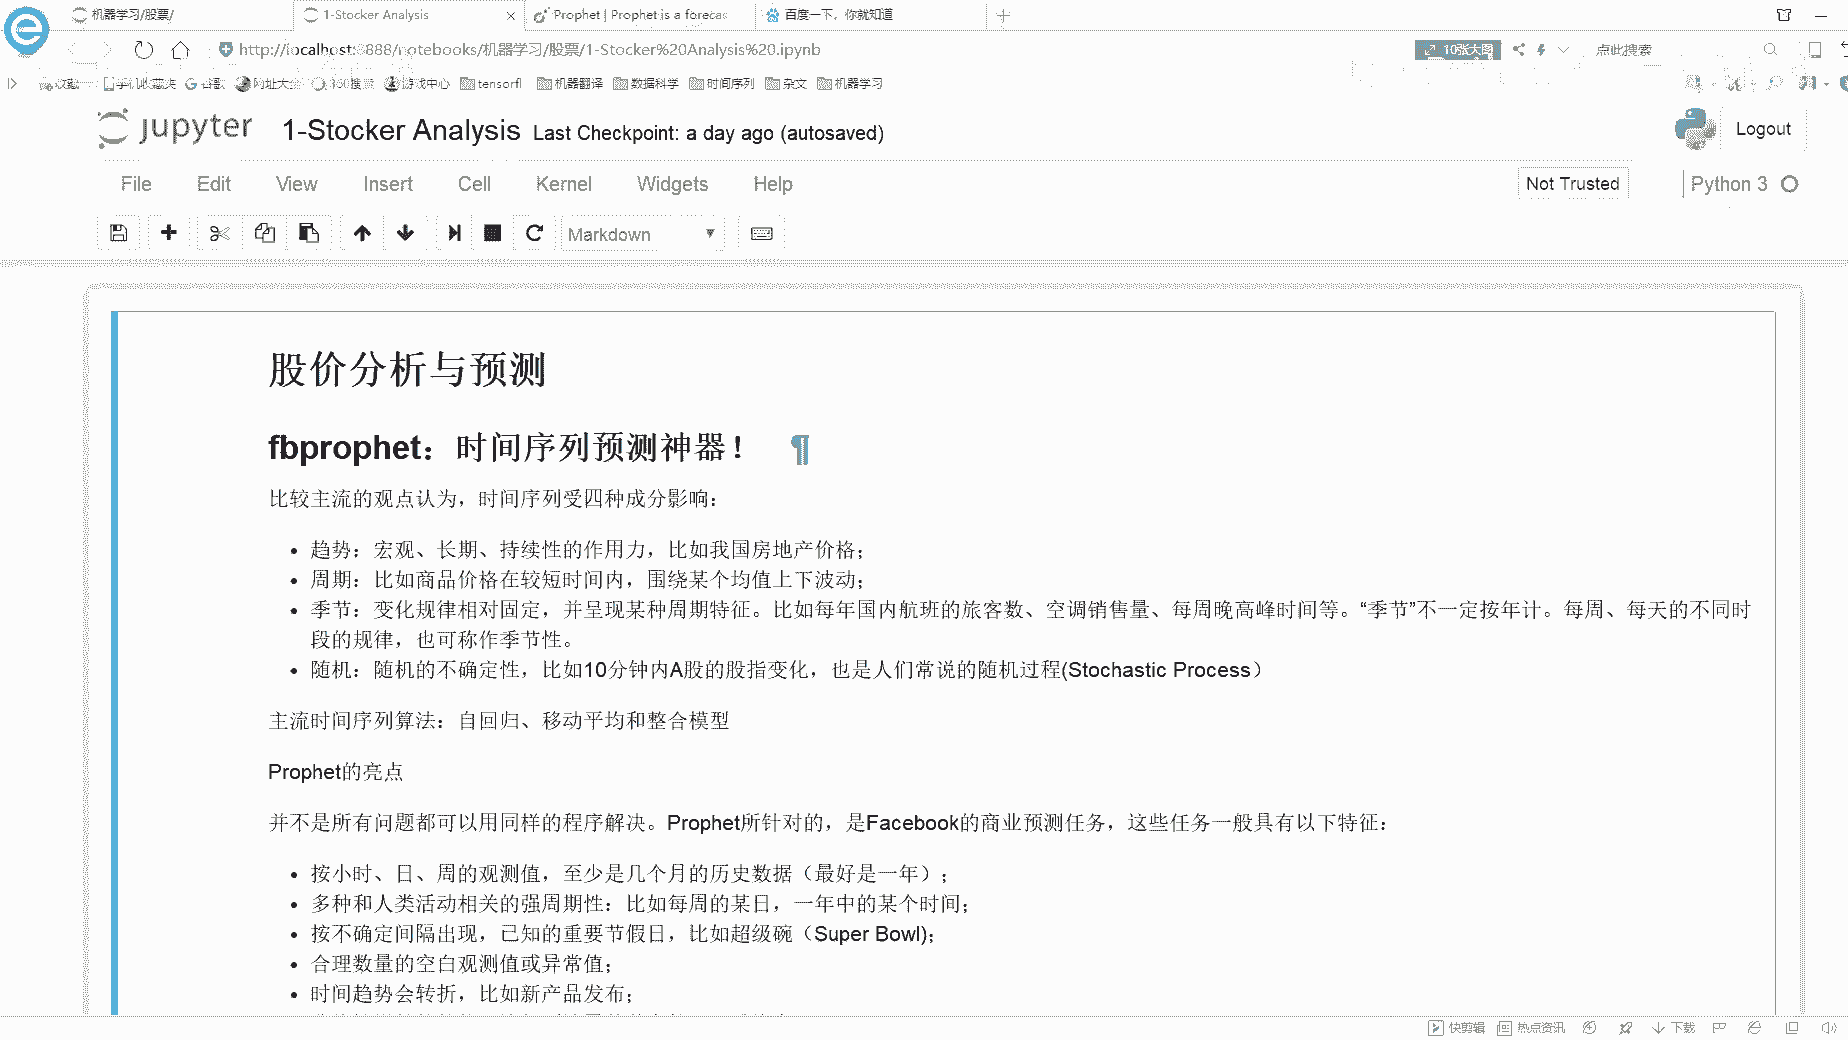 机器学习/股票/
1-Stocker Analysis
Prophet | Prophet is a forecas
百度一下，你就知道
http://localhost:8888/notebooks/机器学习/股票/1-Stocker%20Analysis%20.ipynb
10张大图
点此搜索
收藏 手机收藏夹 谷歌 网址大全 360搜索 游戏中心 tensorfl 机器翻译 数据科学 时间序列 杂文 机器学习
jupyter 1-Stocker Analysis Last Checkpoint: a day ago (autosaved)
Logout
File Edit View Insert Cell Kernel Widgets Help
Not Trusted
Python 3
Markdown
股价分析与预测
fbprophet：时间序列预测神器！ ¶
比较主流的观点认为，时间序列受四种成分影响：
• 趋势：宏观、长期、持续性的作用力，比如我国房地产价格；
• 周期：比如商品价格在较短时间内，围绕某个均值上下波动；
• 季节：变化规律相对固定，并呈现某种周期特征。比如每年国内航班的旅客数、空调销售量、每周晚高峰时间等。“季节”不一定按年计。每周、每天的不同时
段的规律，也可称作季节性。
• 随机：随机的不确定性，比如10分钟内A股的股指变化，也是人们常说的随机过程(Stochastic Process）
主流时间序列算法：自回归、移动平均和整合模型
Prophet的亮点
并不是所有问题都可以用同样的程序解决。Prophet所针对的，是Facebook的商业预测任务，这些任务一般具有以下特征：
• 按小时、日、周的观测值，至少是几个月的历史数据（最好是一年）；
• 多种和人类活动相关的强周期性：比如每周的某日，一年中的某个时间；
• 按不确定间隔出现，已知的重要节假日，比如超级碗（Super Bowl)；
• 合理数量的空白观测值或异常值；
• 时间趋势会转折，比如新产品发布；
快剪辑 热点资讯 下载